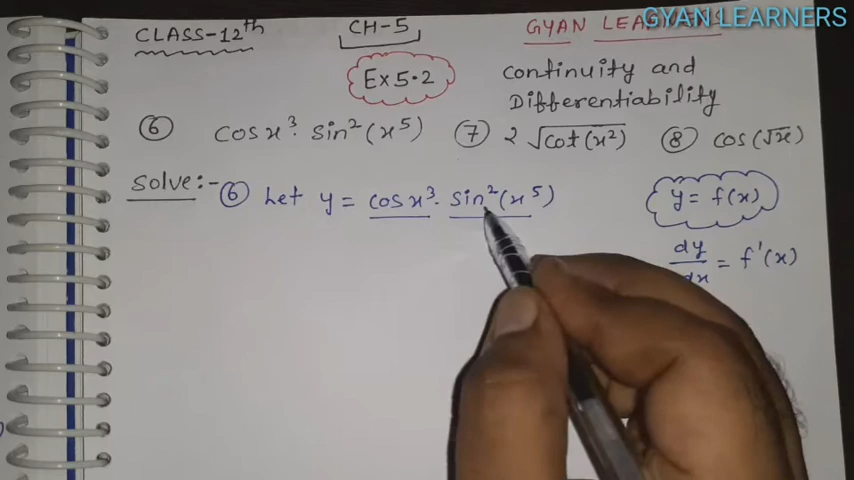 CLASS-12th CH-5 GYAN LEARNERS
GYAN LEARNERS
Ex 5.2
Continuity and
Differentiability
⑥ cos x³. sin²(x⁵) ⑦ 2 √cot(x²) ⑧ cos(√x)
Solve:- ⑥ Let y = cos x³. sin²(x⁵)
y = f(x)
dy/dx = f'(x)